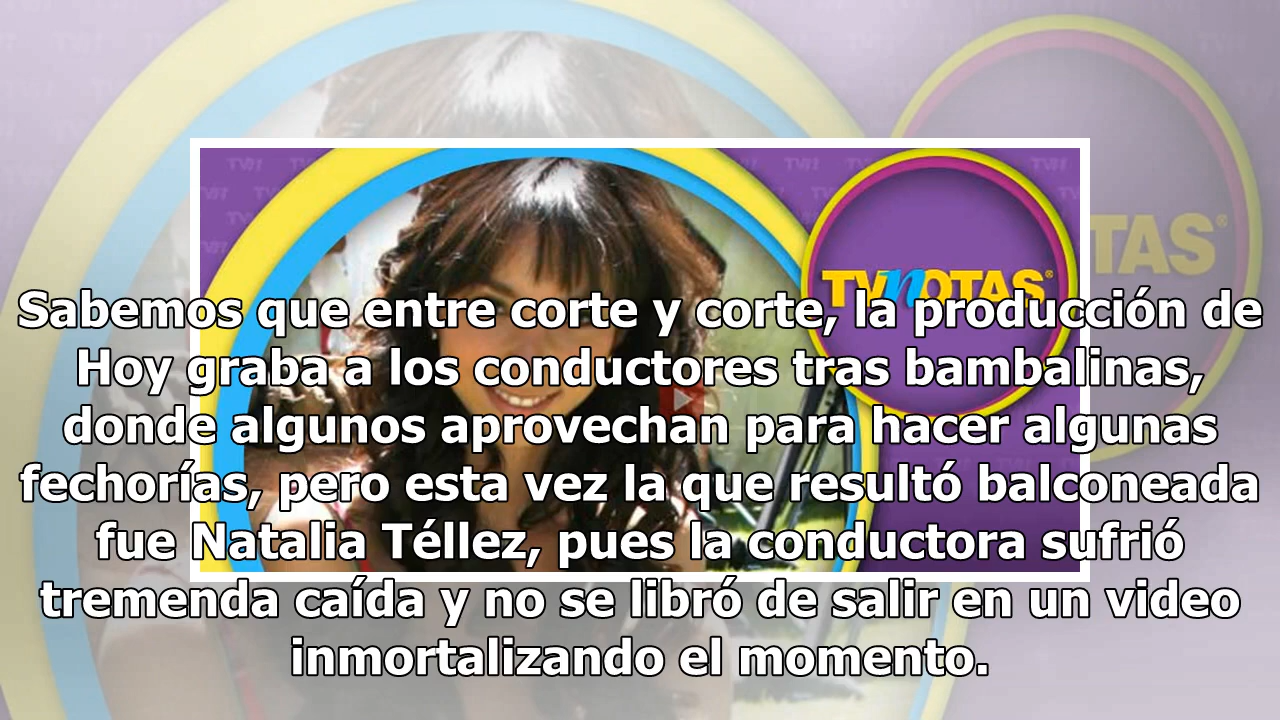 TVNOTAS®
TAS®
Sabemos que entre corte y corte, la producción de
Hoy graba a los conductores tras bambalinas,
donde algunos aprovechan para hacer algunas
fechorías, pero esta vez la que resultó balconeada
fue Natalia Téllez, pues la conductora sufrió
tremenda caída y no se libró de salir en un video
inmortalizando el momento.